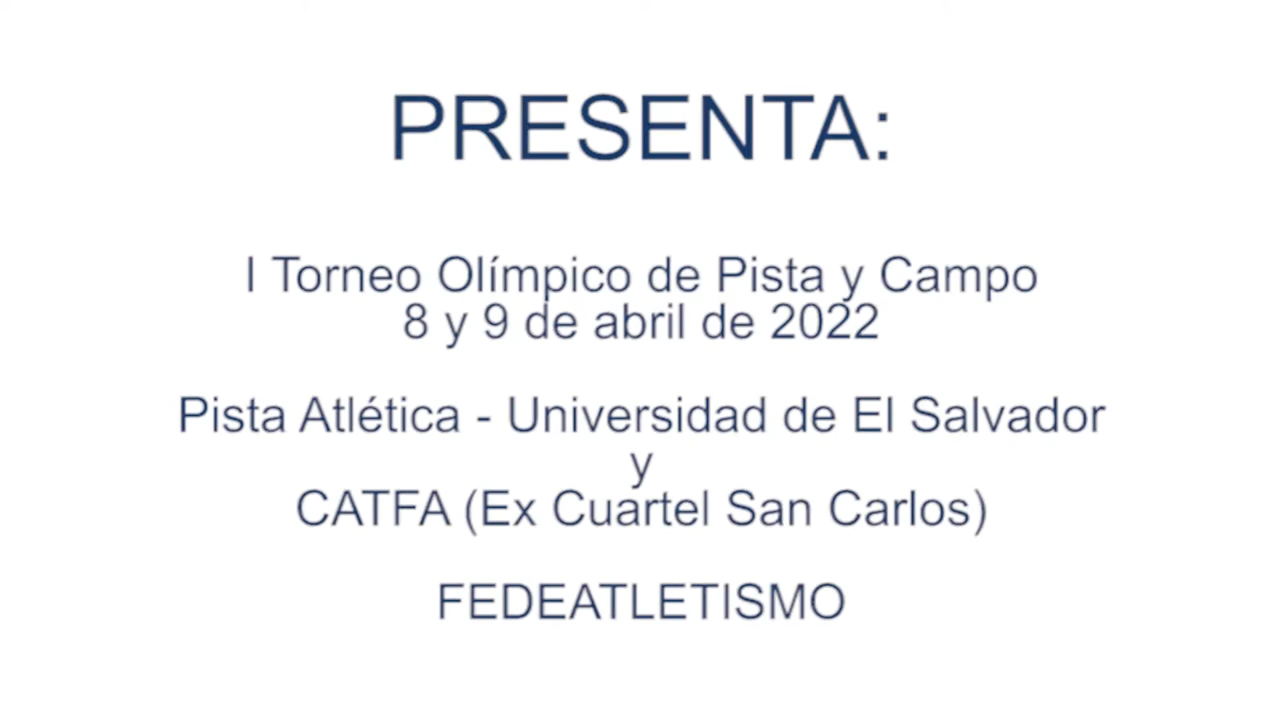 PRESENTA:
I Torneo Olímpico de Pista y Campo
8 y 9 de abril de 2022
Pista Atlética - Universidad de El Salvador
y
CATFA (Ex Cuartel San Carlos)
FEDEATLETISMO